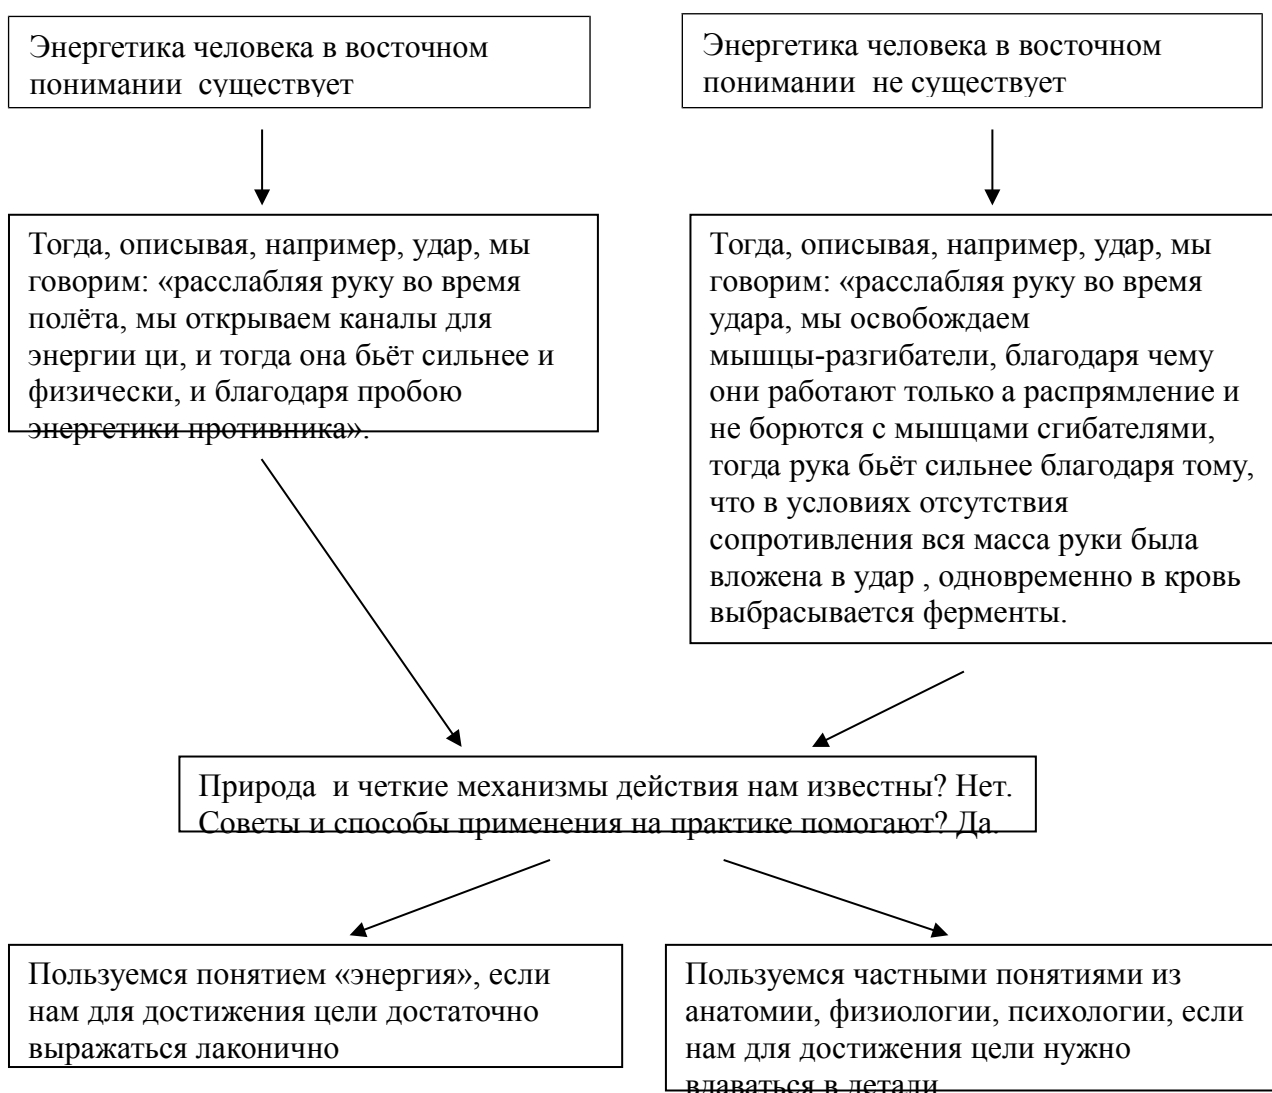 Энергетика человека в восточном
понимании существует
Энергетика человека в восточном
понимании не существует
Тогда, описывая, например, удар, мы
говорим: «расслабляя руку во время
полёта, мы открываем каналы для
энергии ци, и тогда она бьёт сильнее и
физически, и благодаря пробою
энергетики противника».
Тогда, описывая, например, удар, мы
говорим: «расслабляя руку во время
удара, мы освобождаем
мышцы-разгибатели, благодаря чему
они работают только а распрямление и
не борются с мышцами сгибателями,
тогда рука бьёт сильнее благодаря тому,
что в условиях отсутствия
сопротивления вся масса руки была
вложена в удар , одновременно в кровь
выбрасывается ферменты.
Природа и четкие механизмы действия нам известны? Нет.
Советы и способы применения на практике помогают? Да.
Пользуемся понятием «энергия», если
нам для достижения цели достаточно
выражаться лаконично
Пользуемся частными понятиями из
анатомии, физиологии, психологии, если
нам для достижения цели нужно
вдаваться в детали